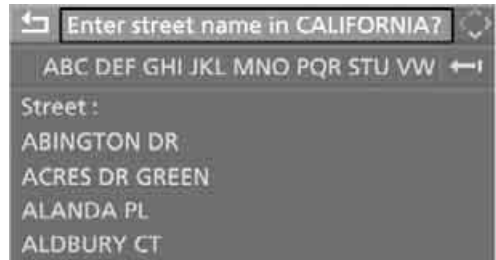 Enter street name in CALIFORNIA?
ABC DEF GHI JKL MNO PQR STU VW
Street :
ABINGTON DR
ACRES DR GREEN
ALANDA PL
ALDBURY CT